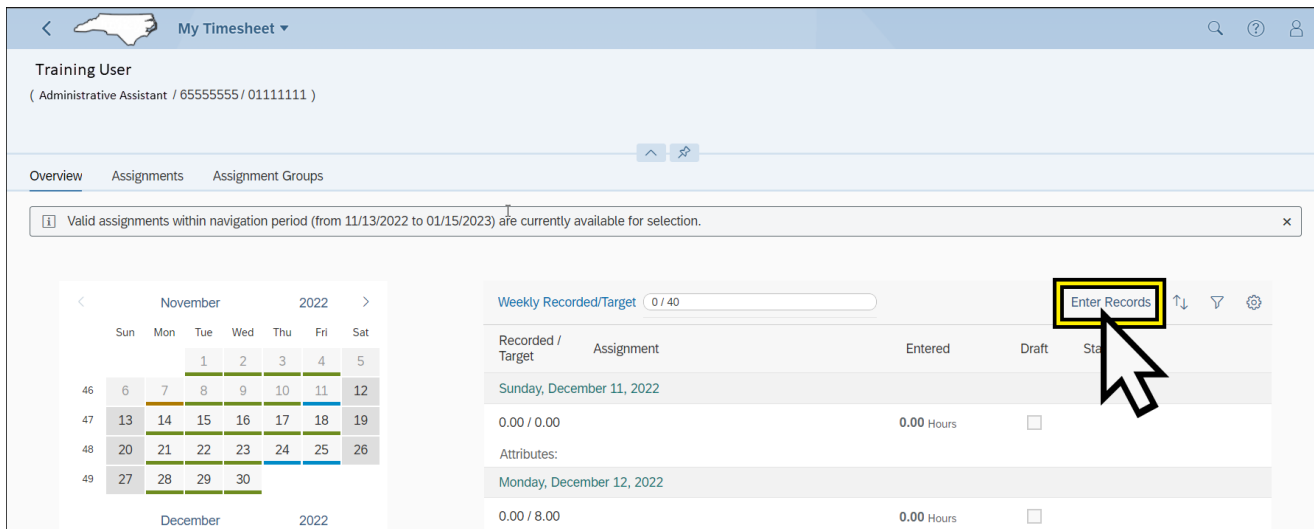 My Timesheet
Training User
( Administrative Assistant / 65555555 / 01111111 )
Overview Assignments Assignment Groups
Valid assignments within navigation period (from 11/13/2022 to 01/15/2023) are currently available for selection.
November 2022
Sun Mon Tue Wed Thu Fri Sat
1 2 3 4 5
46 6 7 8 9 10 11 12
47 13 14 15 16 17 18 19
48 20 21 22 23 24 25 26
49 27 28 29 30
December 2022
Weekly Recorded/Target 0 / 40 Enter Records
Recorded / Target Assignment Entered Draft
Sunday, December 11, 2022
0.00 / 0.00 0.00 Hours
Attributes:
Monday, December 12, 2022
0.00 / 8.00 0.00 Hours